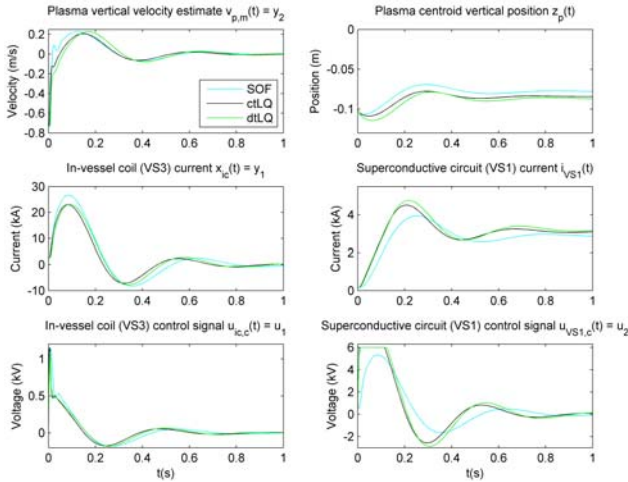 Plasma vertical velocity estimate v_p,m(t) = y_2
Velocity (m/s)
0.2
0
-0.2
-0.4
-0.6
-0.8
0 0.2 0.4 0.6 0.8 1
SOF
ctLQ
dtLQ
Plasma centroid vertical position z_p(t)
Position (m)
0
-0.05
-0.1
0 0.2 0.4 0.6 0.8 1
In-vessel coil (VS3) current x_ic(t) = y_1
Current (kA)
30
20
10
0
-10
0 0.2 0.4 0.6 0.8 1
Superconductive circuit (VS1) current i_VS1(t)
Current (kA)
6
4
2
0
0 0.2 0.4 0.6 0.8 1
In-vessel coil (VS3) control signal u_ic,c(t) = u_1
Voltage (kV)
1
0.5
0
0 0.2 0.4 0.6 0.8 1
t(s)
Superconductive circuit (VS1) control signal u_VS1,c(t) = u_2
Voltage (kV)
6
4
2
0
-2
0 0.2 0.4 0.6 0.8 1
t(s)